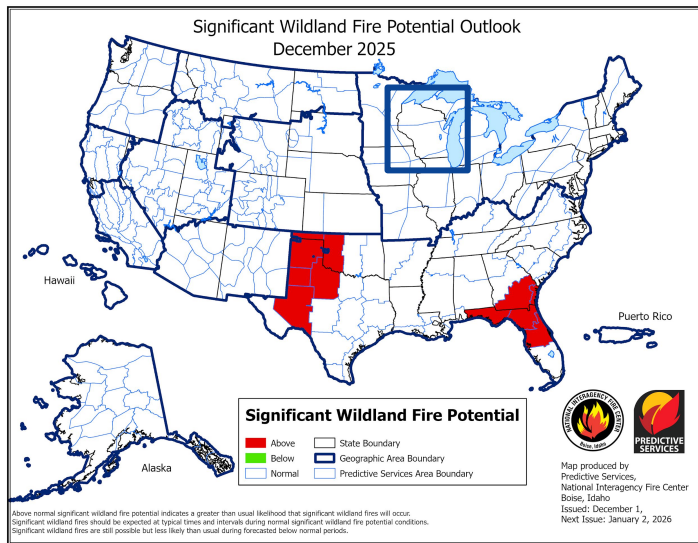 Significant Wildland Fire Potential Outlook
December 2025
Hawaii
Puerto Rico
Alaska
Significant Wildland Fire Potential
Above
State Boundary
Below
Geographic Area Boundary
Normal
Predictive Services Area Boundary
NATIONAL INTERAGENCY FIRE CENTER
Boise, Idaho
PREDICTIVE
SERVICES
Map produced by
Predictive Services,
National Interagency Fire Center
Boise, Idaho
Issued: December 1,
Next Issue: January 2, 2026
Above normal significant wildland fire potential indicates a greater than usual likelihood that significant wildland fires will occur.
Significant wildland fires should be expected at typical times and intervals during normal significant wildland fire potential conditions.
Significant wildland fires are still possible but less likely than usual during forecasted below normal periods.